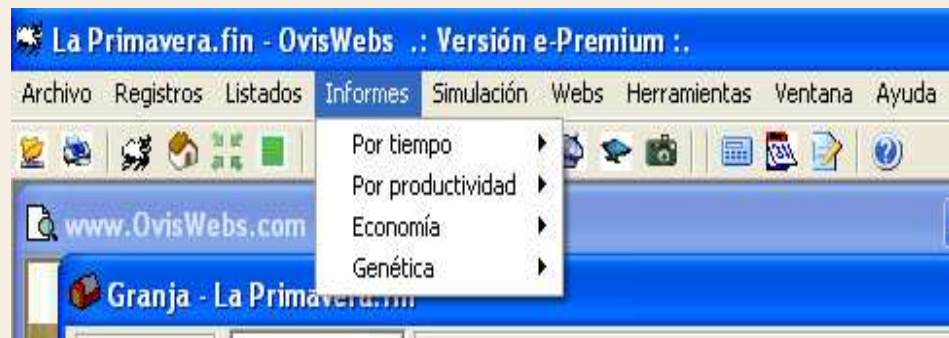 La Primavera.fin - OvisWebs .: Versión e-Premium :.
Archivo Registros Listados Informes Simulación Webs Herramientas Ventana Ayuda
Por tiempo
Por productividad
Economía
Genética
www.OvisWebs.com
Granja - La Primavera.fin